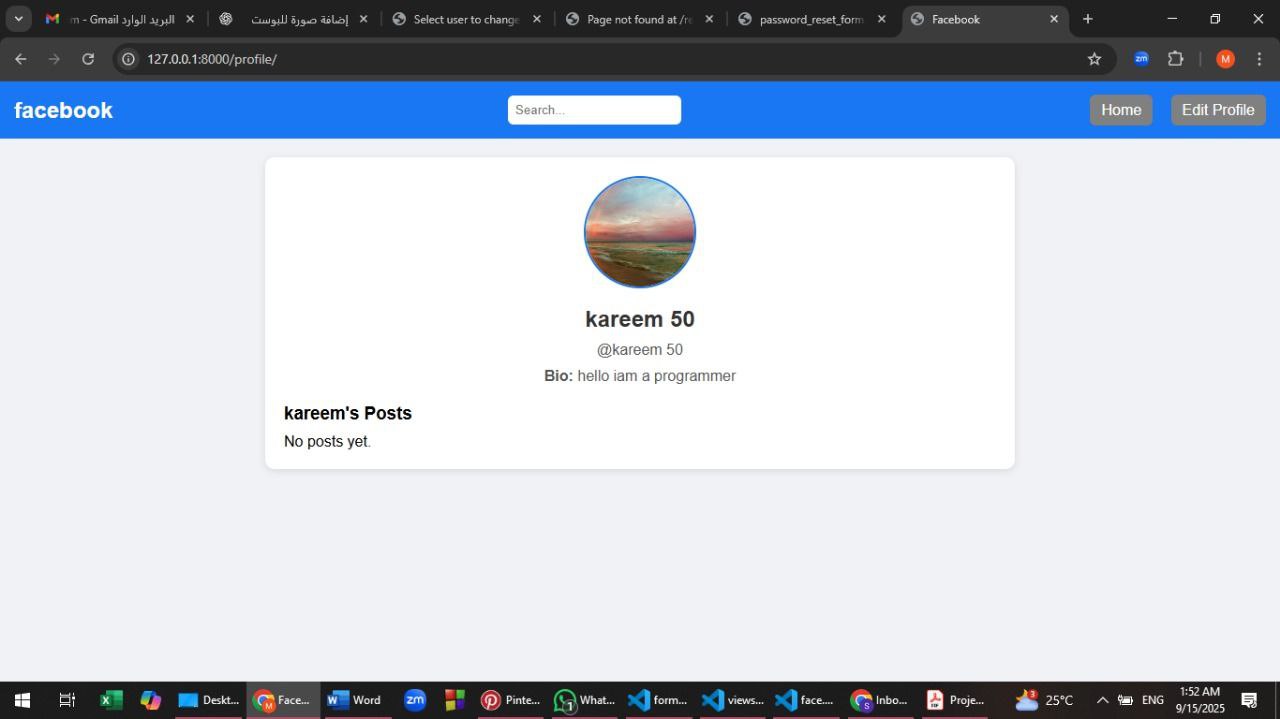 البريد الوارد - Gmail m
إضافة صورة للبوست
Select user to change
Page not found at /re
password_reset_form
Facebook
M
127.0.0.1:8000/profile/
zm
facebook
Search...
Home
Edit Profile
kareem 50
@kareem 50
Bio: hello iam a programmer
kareem's Posts
No posts yet.
Deskt...
Face...
Word
zm
Pinte...
What...
form...
views...
face....
Inbo...
Proje...
3
25°C
ENG
1:52 AM
9/15/2025